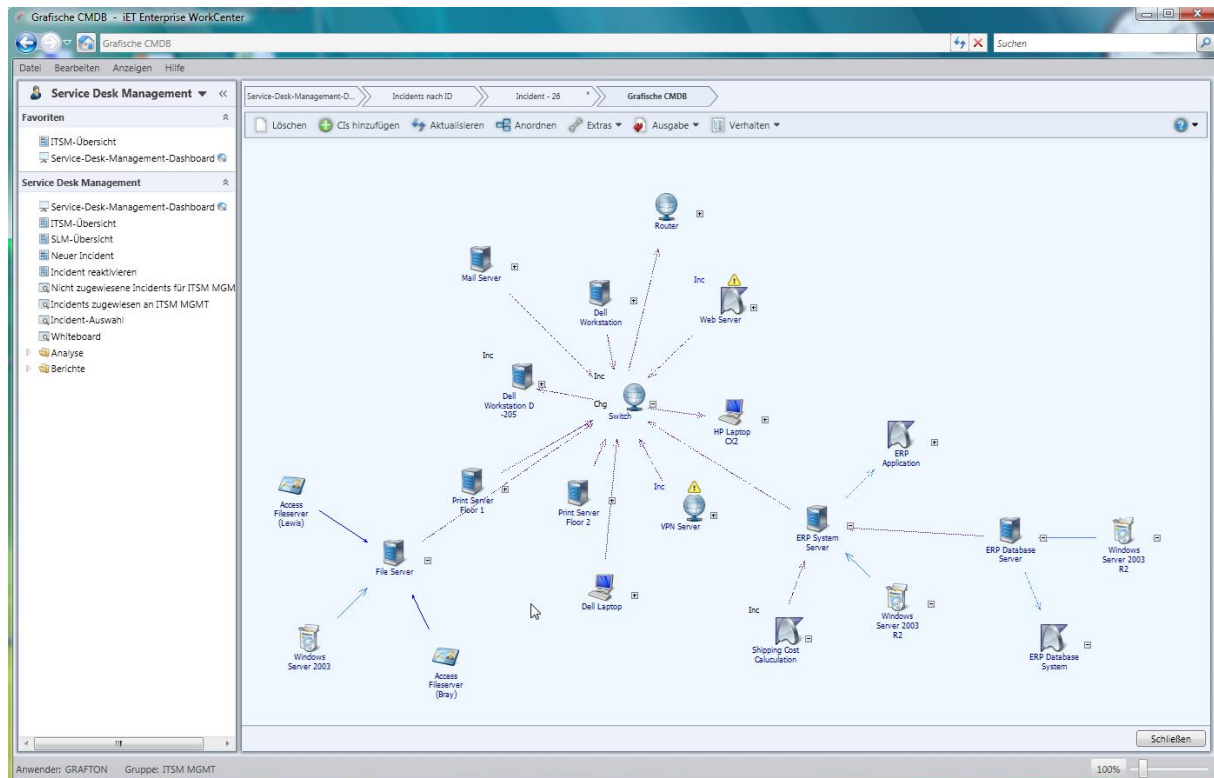 Grafische CMDB - iET Enterprise WorkCenter
Grafische CMDB
Suchen
Datei Bearbeiten Anzeigen Hilfe
Service Desk Management
Favoriten
ITSM-Übersicht
Service-Desk-Management-Dashboard
Service Desk Management
Service-Desk-Management-Dashboard
ITSM-Übersicht
SLM-Übersicht
Neuer Incident
Incident reaktivieren
Nicht zugewiesene Incidents für ITSM MGM
Incidents zugewiesen an ITSM MGMT
Incident-Auswahl
Whiteboard
Analyse
Berichte
Service-Desk-Management-D...
Incidents nach ID
Incident - 26 *
Grafische CMDB
Löschen CIs hinzufügen Aktualisieren Anordnen Extras Ausgabe Verhalten
Router
Mail Server
Dell
Workstation
Inc
Web Server
Inc
Dell
Workstation D
-205
Inc
Chg
Switch
HP Laptop
CX2
ERP
Application
Access
Fileserver
(Lewis)
Print Server
Floor 1
Print Server
Floor 2
Inc
VPN Server
ERP System
Server
ERP Database
Server
Windows
Server 2003
R2
File Server
Dell Laptop
Inc
Shipping Cost
Caluculation
Windows
Server 2003
R2
ERP Database
System
Windows
Server 2003
Access
Fileserver
(Bray)
Schließen
Anwender: GRAFTON Gruppe: ITSM MGMT
100%